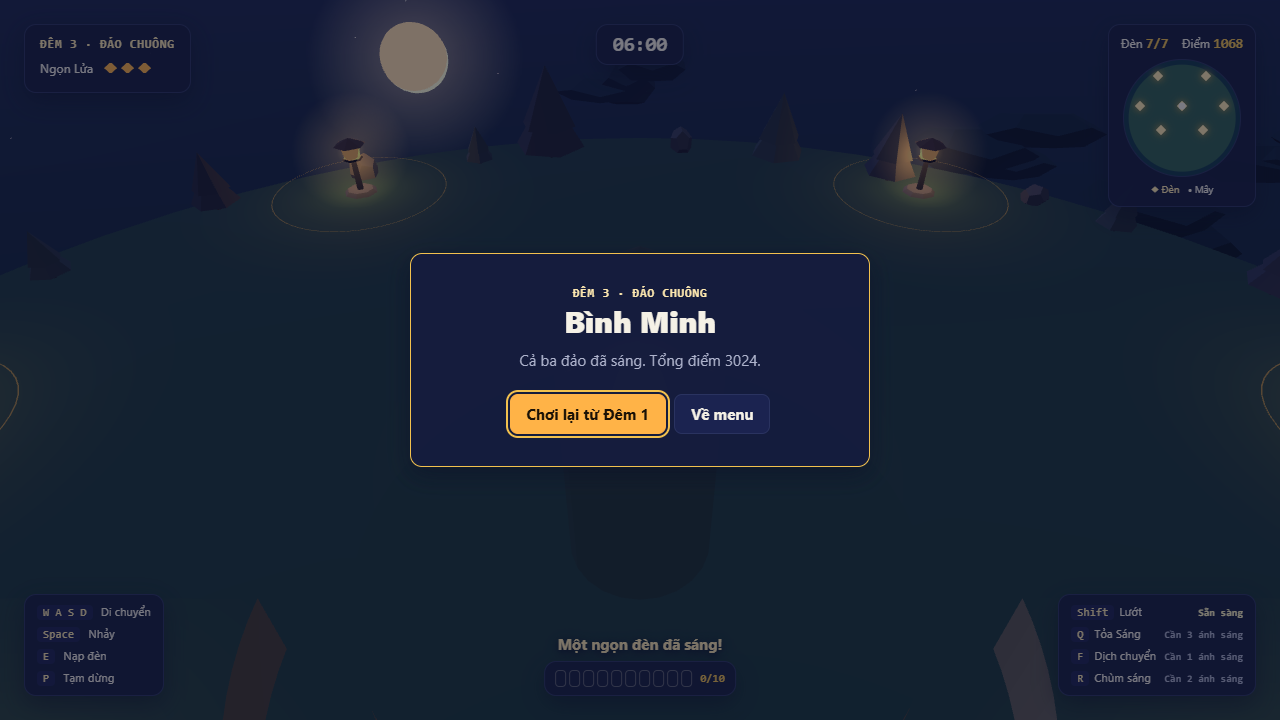 ĐÊM 3 · ĐẢO CHUÔNG
Ngọn Lửa
06:00
Đèn 7/7 Điểm 1068
Đèn Mây
ĐÊM 3 · ĐẢO CHUÔNG
Bình Minh
Cả ba đảo đã sáng. Tổng điểm 3024.
Chơi lại từ Đêm 1
Về menu
W A S D Di chuyển
Space Nhảy
E Nạp đèn
P Tạm dừng
Một ngọn đèn đã sáng!
0/10
Shift Lướt Sẵn sàng
Q Tỏa Sáng Cần 3 ánh sáng
F Dịch chuyển Cần 1 ánh sáng
R Chùm sáng Cần 2 ánh sáng